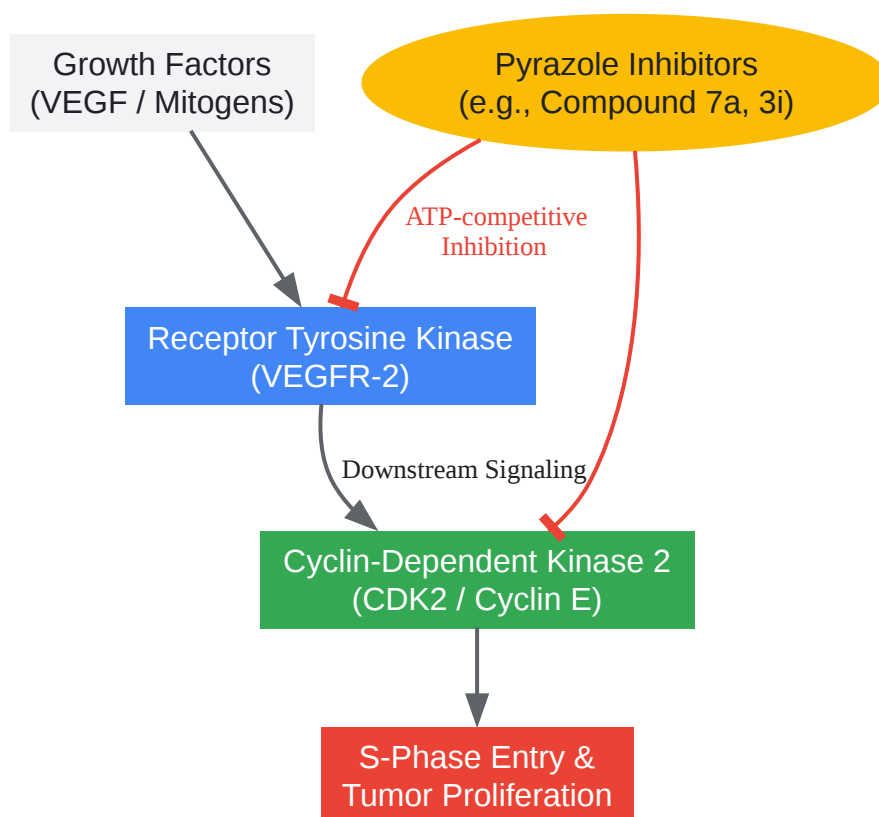 Growth Factors
(VEGF / Mitogens)
Pyrazole Inhibitors
(e.g., Compound 7a, 3i)
ATP-competitive
Inhibition
Receptor Tyrosine Kinase
(VEGFR-2)
Downstream Signaling
Cyclin-Dependent Kinase 2
(CDK2 / Cyclin E)
S-Phase Entry &
Tumor Proliferation